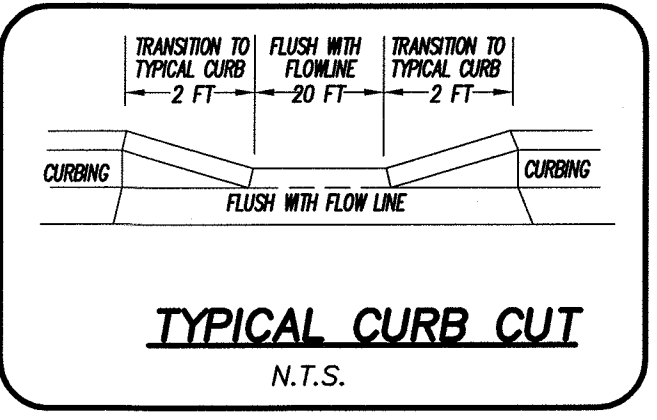 TRANSITION TO TYPICAL CURB
2 FT
FLUSH WITH FLOWLINE
20 FT
TRANSITION TO TYPICAL CURB
2 FT
CURBING
CURBING
FLUSH WITH FLOW LINE
TYPICAL CURB CUT
N.T.S.